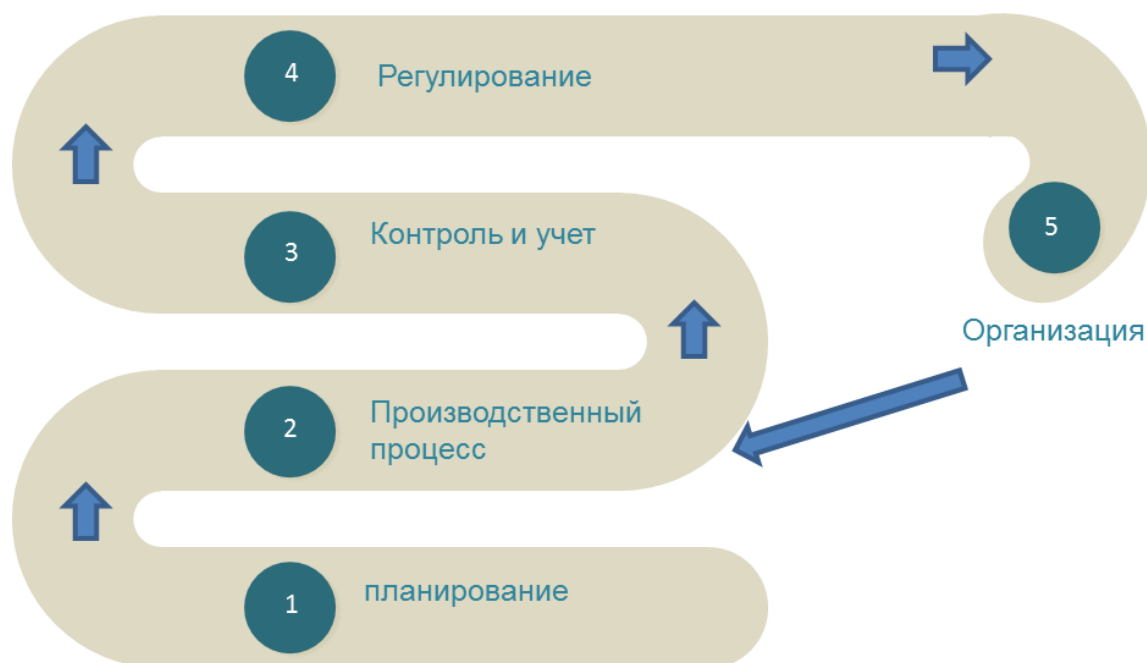 4
Регулирование
3
Контроль и учет
5
Организация
2
Производственный
процесс
1
планирование